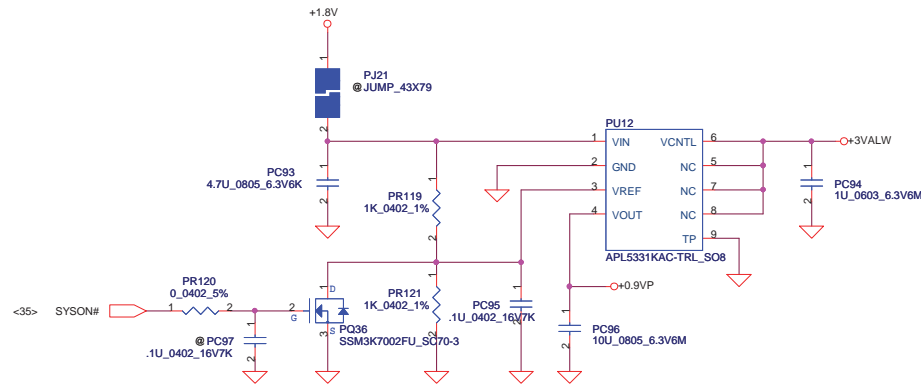 +1.8V
1
PJ21
@ JUMP_43X79
2
PU12
1 VIN VCNTL 6
+3VALW
2 GND NC 5
3 VREF NC 7
4 VOUT NC 8
TP 9
APL5331KAC-TRL_SO8
1
PC93
4.7U_0805_6.3V6K
2
1
PR119
1K_0402_1%
2
1
PC94
1U_0603_6.3V6M
2
+0.9VP
<35> SYSON#
PR120
0_0402_5%
1 2
@ PC97
.1U_0402_16V7K
1
2
1 D
2 G
3 S
PQ36
SSM3K7002FU_SC70-3
1
PR121
1K_0402_1%
2
1
PC95
.1U_0402_16V7K
2
1
PC96
10U_0805_6.3V6M
2